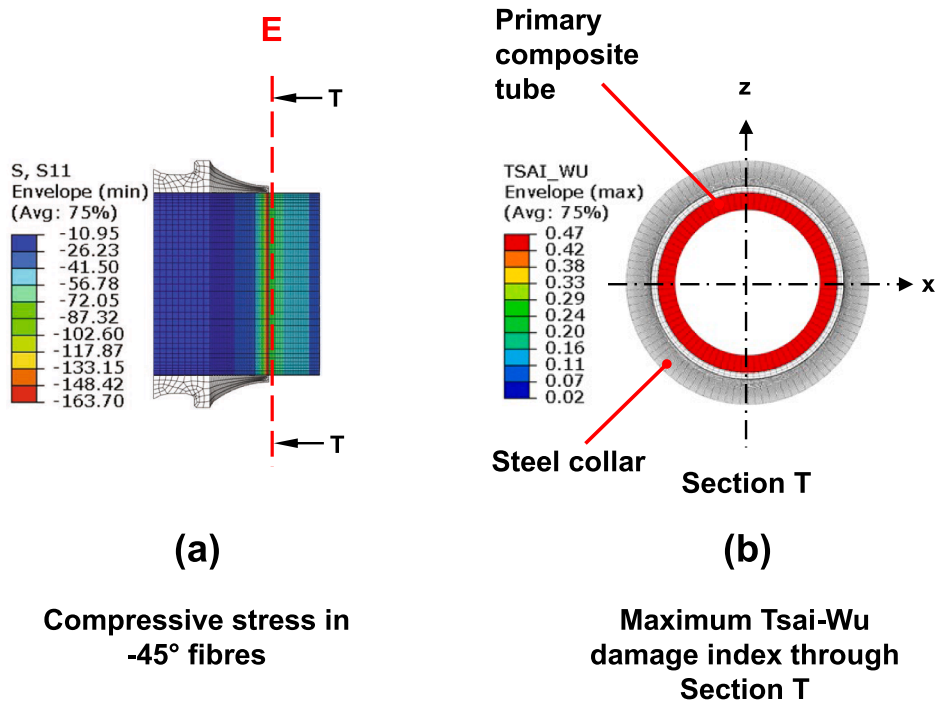 E
T
S, S11
Envelope (min)
(Avg: 75%)
-10.95
-26.23
-41.50
-56.78
-72.05
-87.32
-102.60
-117.87
-133.15
-148.42
-163.70
T
(a)
Compressive stress in
-45° fibres
Primary
composite
tube
z
TSAI_WU
Envelope (max)
(Avg: 75%)
0.47
0.42
0.38
0.33
0.29
0.24
0.20
0.16
0.11
0.07
0.02
x
Steel collar
Section T
(b)
Maximum Tsai-Wu
damage index through
Section T